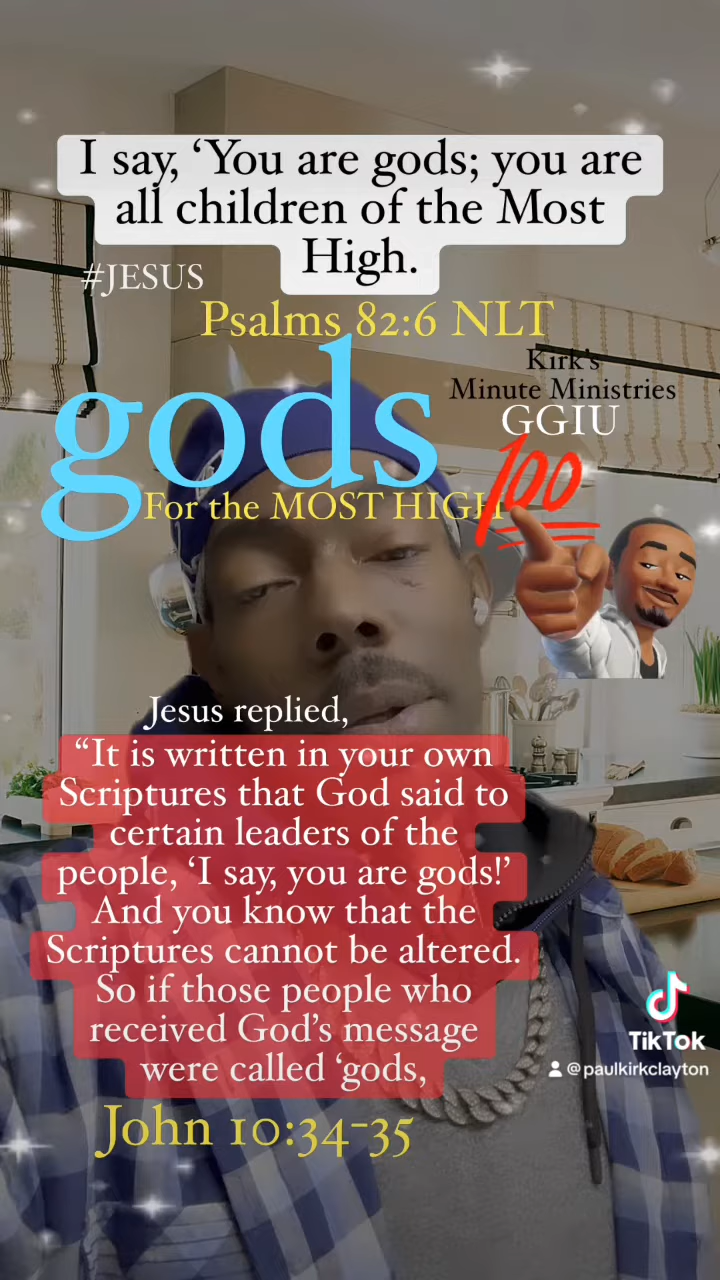 I say, ‘You are gods; you are
all children of the Most
High.
#JESUS
Psalms 82:6 NLT
Kirk's
Minute Ministries
GGIU
gods
100
For the MOST HIGH
Jesus replied,
“It is written in your own
Scriptures that God said to
certain leaders of the
people, ‘I say, you are gods!’
And you know that the
Scriptures cannot be altered.
So if those people who
received God’s message
were called ‘gods,
John 10:34-35
TikTok
@paulkirkclayton